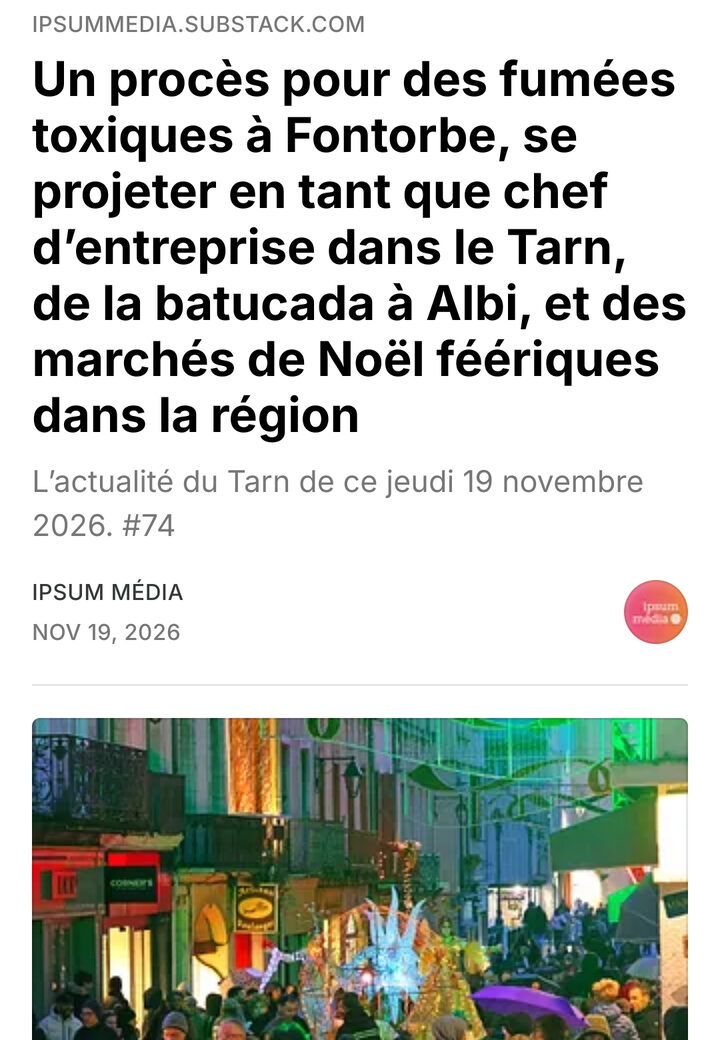 IPSUMMEDIA.SUBSTACK.COM
Un procès pour des fumées
toxiques à Fontorbe, se
projeter en tant que chef
d’entreprise dans le Tarn,
de la batucada à Albi, et des
marchés de Noël féériques
dans la région
L’actualité du Tarn de ce jeudi 19 novembre
2026. #74
IPSUM MÉDIA
ipsum
média
NOV 19, 2026
CORNER'S
Artisan
Boulanger